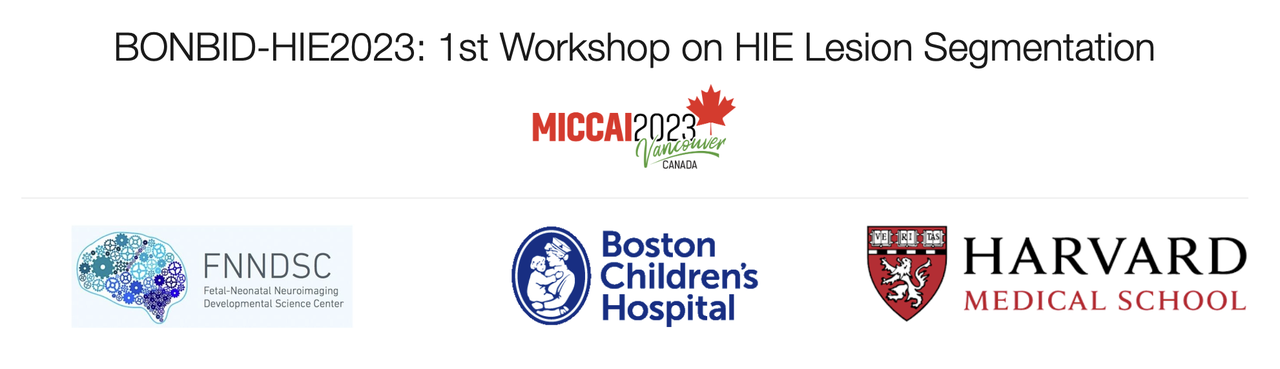 BONBID-HIE2023: 1st Workshop on HIE Lesion Segmentation
MICCAI2023
Vancouver
CANADA
FNNDSC
Fetal-Neonatal Neuroimaging
Developmental Science Center
Boston
Children's
Hospital
VE RI TAS
HARVARD
MEDICAL SCHOOL